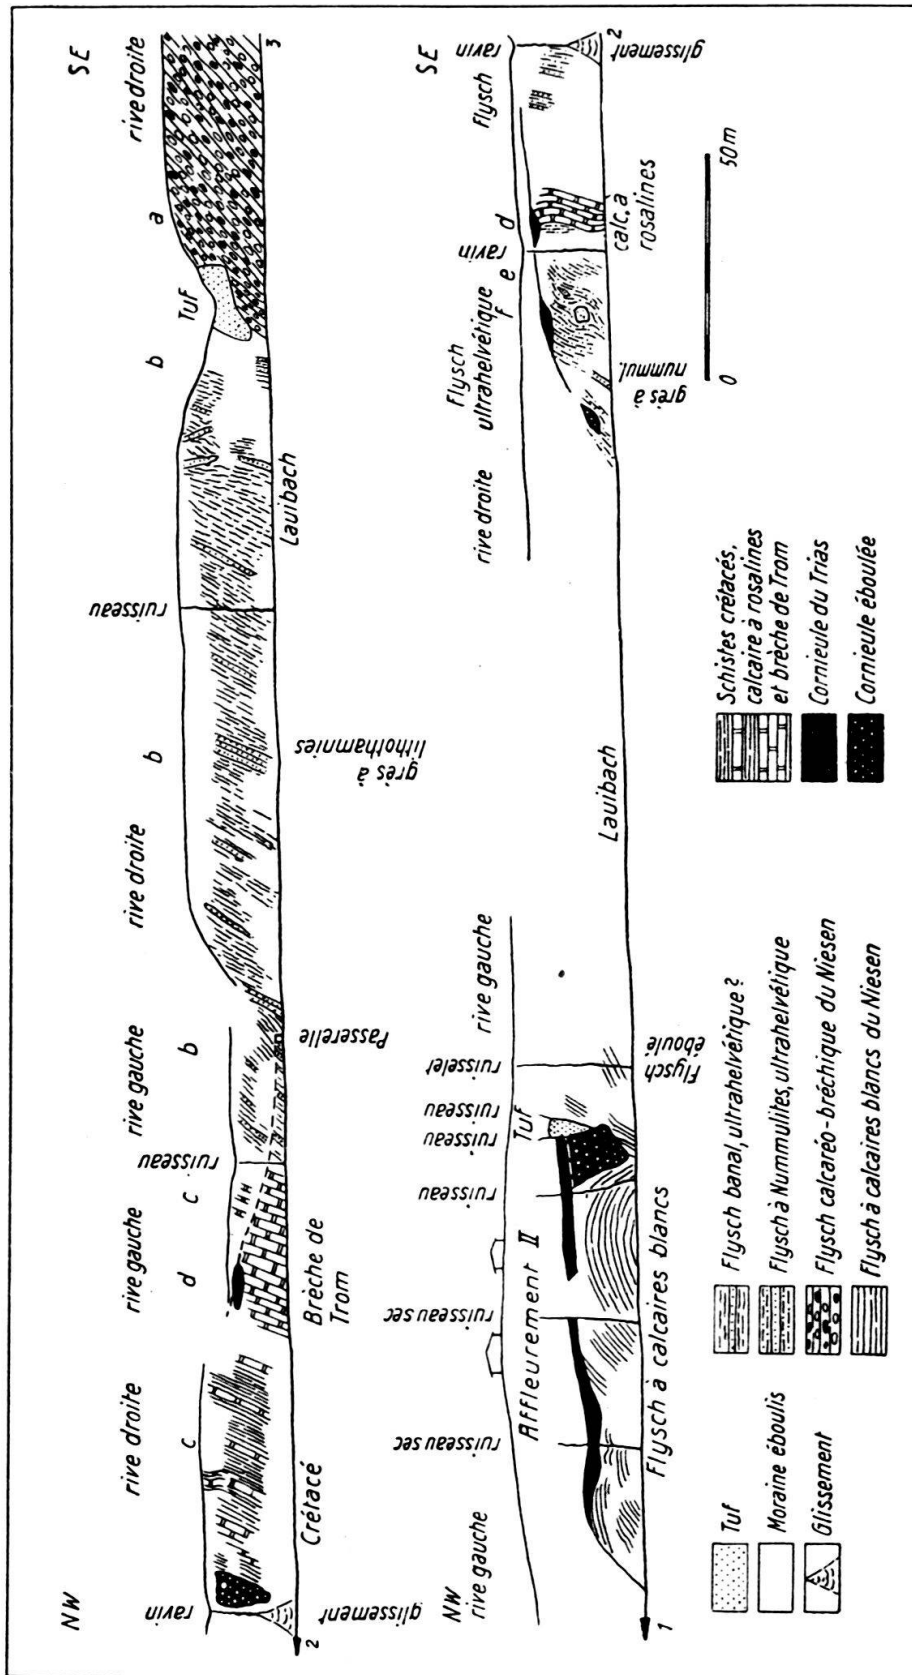 NW
SE
rive droite
rive gauche
rive gauche
rive droite
rive droite
c
d
c
b
b
b
Tuf
a
ravin
ruisseau
ruisseau
2
3
glissement
Crétacé
Brèche de
Trom
Passerelle
grès à
lithothamnies
Lauibach
NW
SE
rive gauche
rive gauche
rive droite
Flysch
ultrahelvétique
Flysch
Affleurement II
ruisseau sec
ruisseau sec
ruisseau
ruisseau
ruisseau
ruisselet
Tuf
f
e
d
ravin
ravin
1
2
Flysch à calcaires blancs
Flysch
éboulé
Lauibach
grès à
nummul.
calc. a
rosalines
glissement
0
50 m
Tuf
Moraine éboulis
Glissement
Flysch banal, ultrahelvétique ?
Flysch à Nummulites, ultrahelvétique
Flysch calcaréo-bréchique du Niesen
Flysch à calcaires blancs du Niesen
Schistes crétacés,
calcaire à rosalines
et brèche de Trom
Cornieule du Trias
Cornieule éboulée